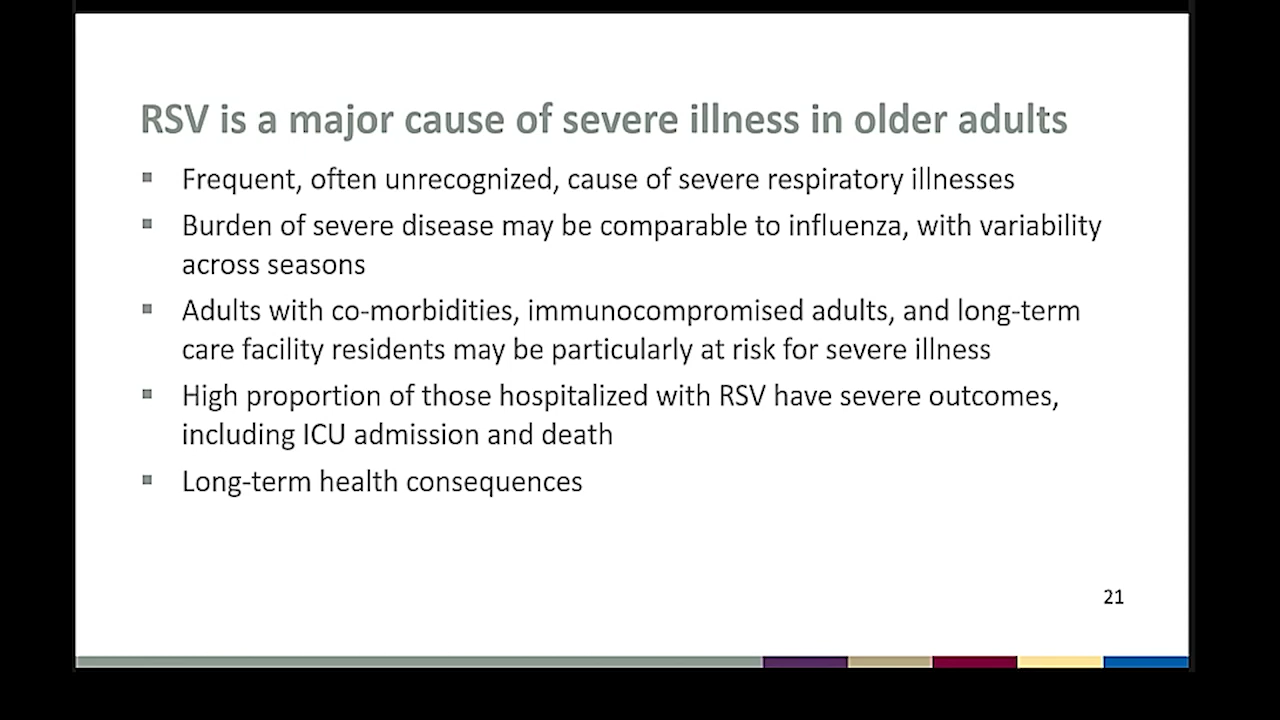 RSV is a major cause of severe illness in older adults
▪ Frequent, often unrecognized, cause of severe respiratory illnesses
▪ Burden of severe disease may be comparable to influenza, with variability
across seasons
▪ Adults with co-morbidities, immunocompromised adults, and long-term
care facility residents may be particularly at risk for severe illness
▪ High proportion of those hospitalized with RSV have severe outcomes,
including ICU admission and death
▪ Long-term health consequences
21